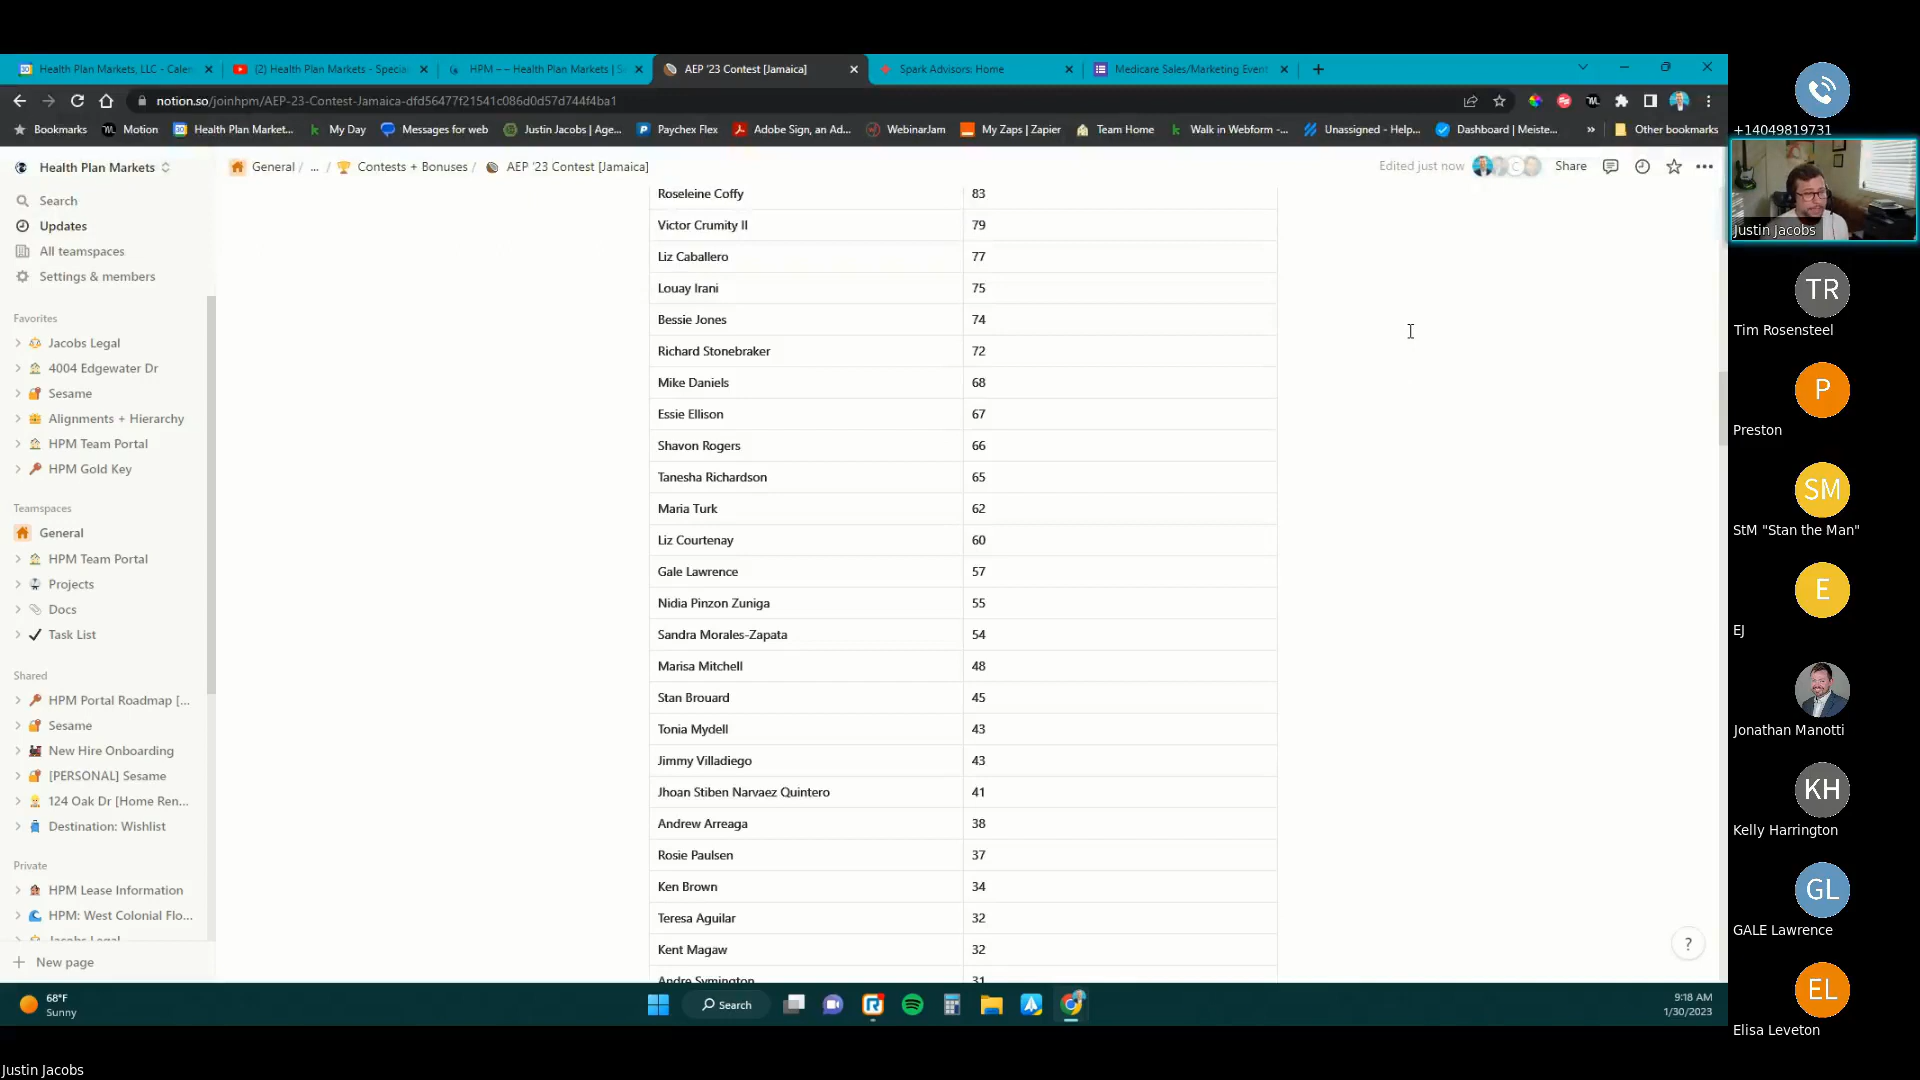 Health Plan Markets, LLC - Calen
(2) Health Plan Markets - Specia
HPM – – Health Plan Markets | S
AEP '23 Contest [Jamaica]
Spark Advisors: Home
Medicare Sales/Marketing Event
notion.so/joinhpm/AEP-23-Contest-Jamaica-dfd56477f21541c086d0d57d744f4ba1
Bookmarks
Motion
Health Plan Market...
My Day
Messages for web
Justin Jacobs | Age...
Paychex Flex
Adobe Sign, an Ad...
WebinarJam
My Zaps | Zapier
Team Home
Walk in Webform -...
Unassigned - Help...
Dashboard | Meiste...
»
Other bookmarks
Health Plan Markets
General / ... / Contests + Bonuses / AEP '23 Contest [Jamaica]
Edited just now
C
Share
Search
Updates
All teamspaces
Settings & members
Favorites
Jacobs Legal
4004 Edgewater Dr
Sesame
Alignments + Hierarchy
HPM Team Portal
HPM Gold Key
Teamspaces
General
HPM Team Portal
Projects
Docs
Task List
Shared
HPM Portal Roadmap [...
Sesame
New Hire Onboarding
[PERSONAL] Sesame
124 Oak Dr [Home Ren...
Destination: Wishlist
Private
HPM Lease Information
HPM: West Colonial Flo...
Jacobs Legal
New page
Roseleine Coffy 83
Victor Crumity II 79
Liz Caballero 77
Louay Irani 75
Bessie Jones 74
Richard Stonebraker 72
Mike Daniels 68
Essie Ellison 67
Shavon Rogers 66
Tanesha Richardson 65
Maria Turk 62
Liz Courtenay 60
Gale Lawrence 57
Nidia Pinzon Zuniga 55
Sandra Morales-Zapata 54
Marisa Mitchell 48
Stan Brouard 45
Tonia Mydell 43
Jimmy Villadiego 43
Jhoan Stiben Narvaez Quintero 41
Andrew Arreaga 38
Rosie Paulsen 37
Ken Brown 34
Teresa Aguilar 32
Kent Magaw 32
Andre Symington 31
?
68°F
Sunny
Search
9:18 AM
1/30/2023
+14049819731
Justin Jacobs
TR
Tim Rosensteel
P
Preston
SM
StM "Stan the Man"
E
EJ
Jonathan Manotti
KH
Kelly Harrington
GL
GALE Lawrence
EL
Elisa Leveton
Justin Jacobs